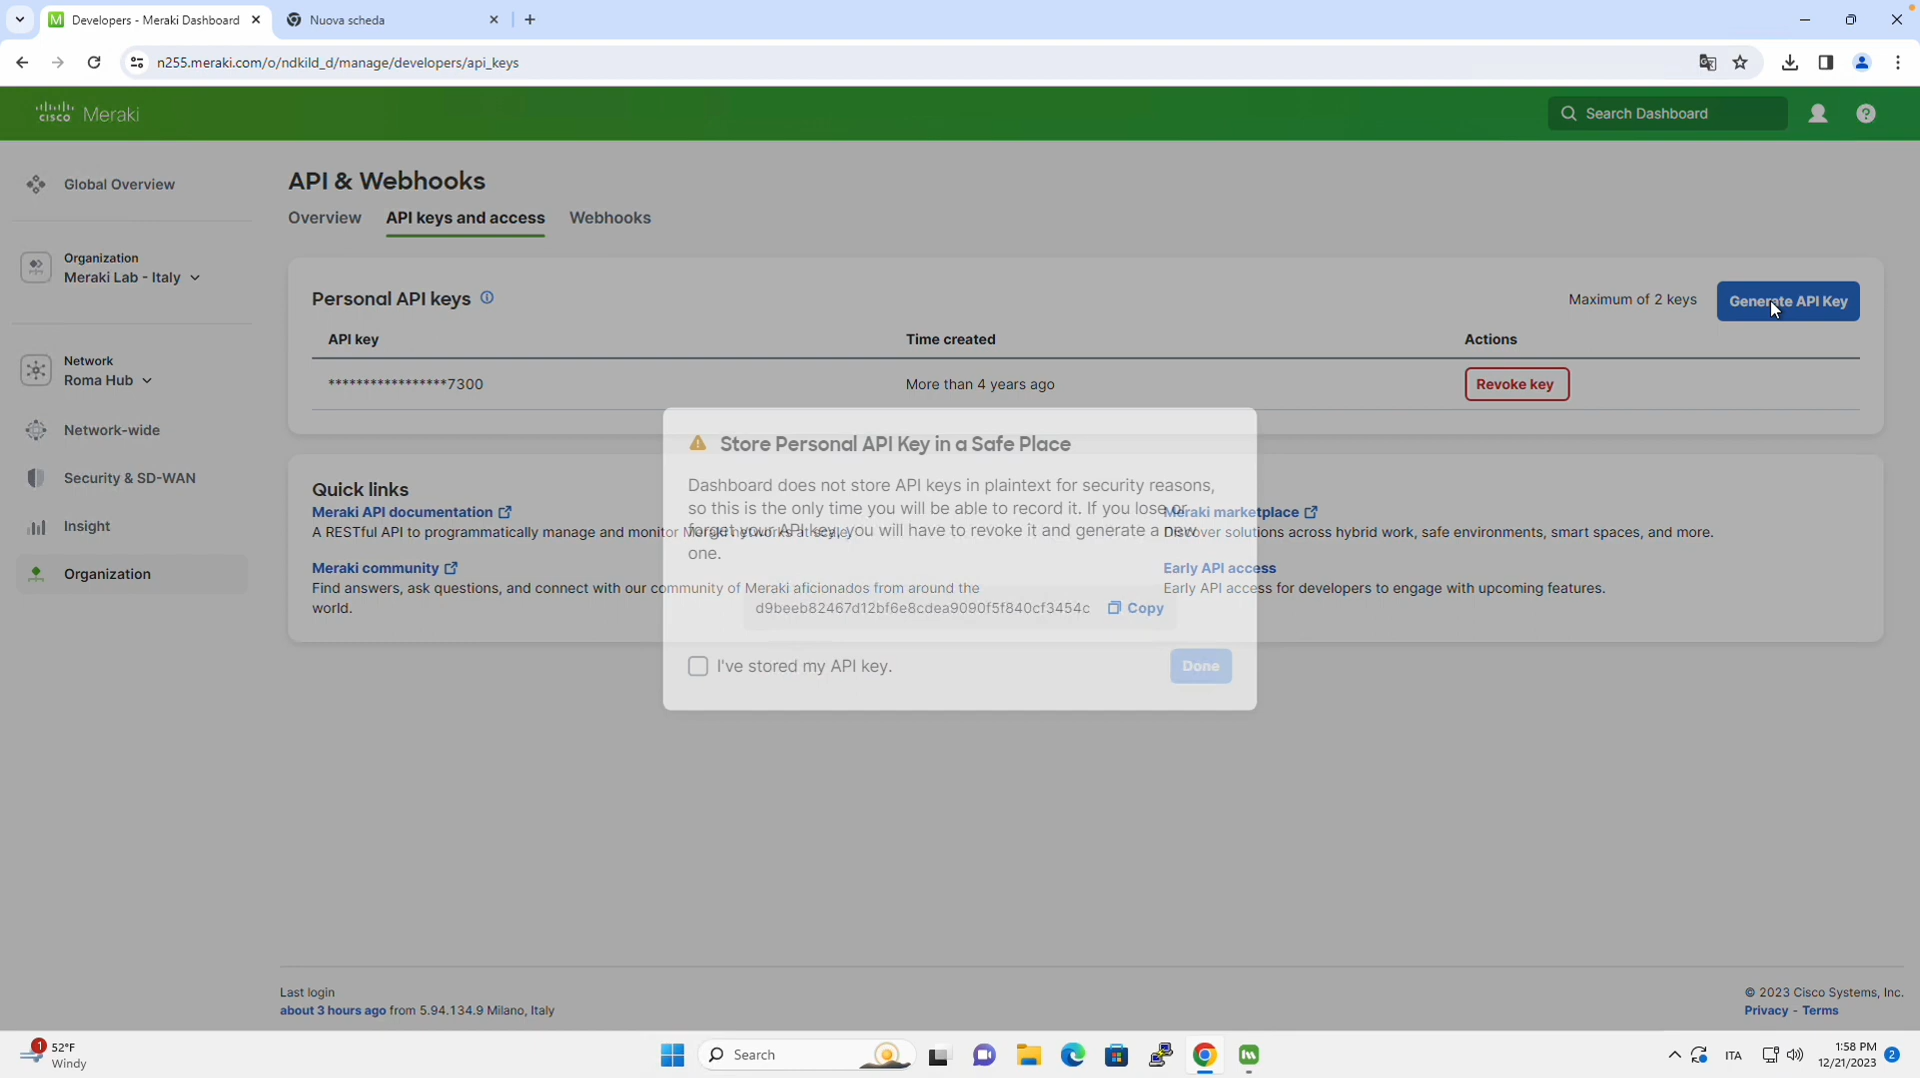 Developers - Meraki Dashboard
Nuova scheda
n255.meraki.com/o/ndkild_d/manage/developers/api_keys
CISCO Meraki
Search Dashboard
Global Overview
Organization
Meraki Lab - Italy
Network
Roma Hub
Network-wide
Security & SD-WAN
Insight
Organization
API & Webhooks
Overview API keys and access Webhooks
Personal API keys
Maximum of 2 keys
Generate API Key
API key Time created Actions
*****************7300 More than 4 years ago Revoke key
Quick links
Meraki API documentation
A RESTful API to programmatically manage and monitor Meraki networks at scale.
Meraki community
Find answers, ask questions, and connect with our community of Meraki aficionados from around the
world.
Meraki marketplace
Discover solutions across hybrid work, safe environments, smart spaces, and more.
Early API access
Early API access for developers to engage with upcoming features.
Store Personal API Key in a Safe Place
Dashboard does not store API keys in plaintext for security reasons,
so this is the only time you will be able to record it. If you lose or
forget your API key, you will have to revoke it and generate a new
one.
d9beeb82467d12bf6e8cdea9090f5f840cf3454c Copy
I've stored my API key.
Done
Last login
about 3 hours ago from 5.94.134.9 Milano, Italy
© 2023 Cisco Systems, Inc.
Privacy - Terms
1
52°F
Windy
Search
ITA
1:58 PM
12/21/2023
2